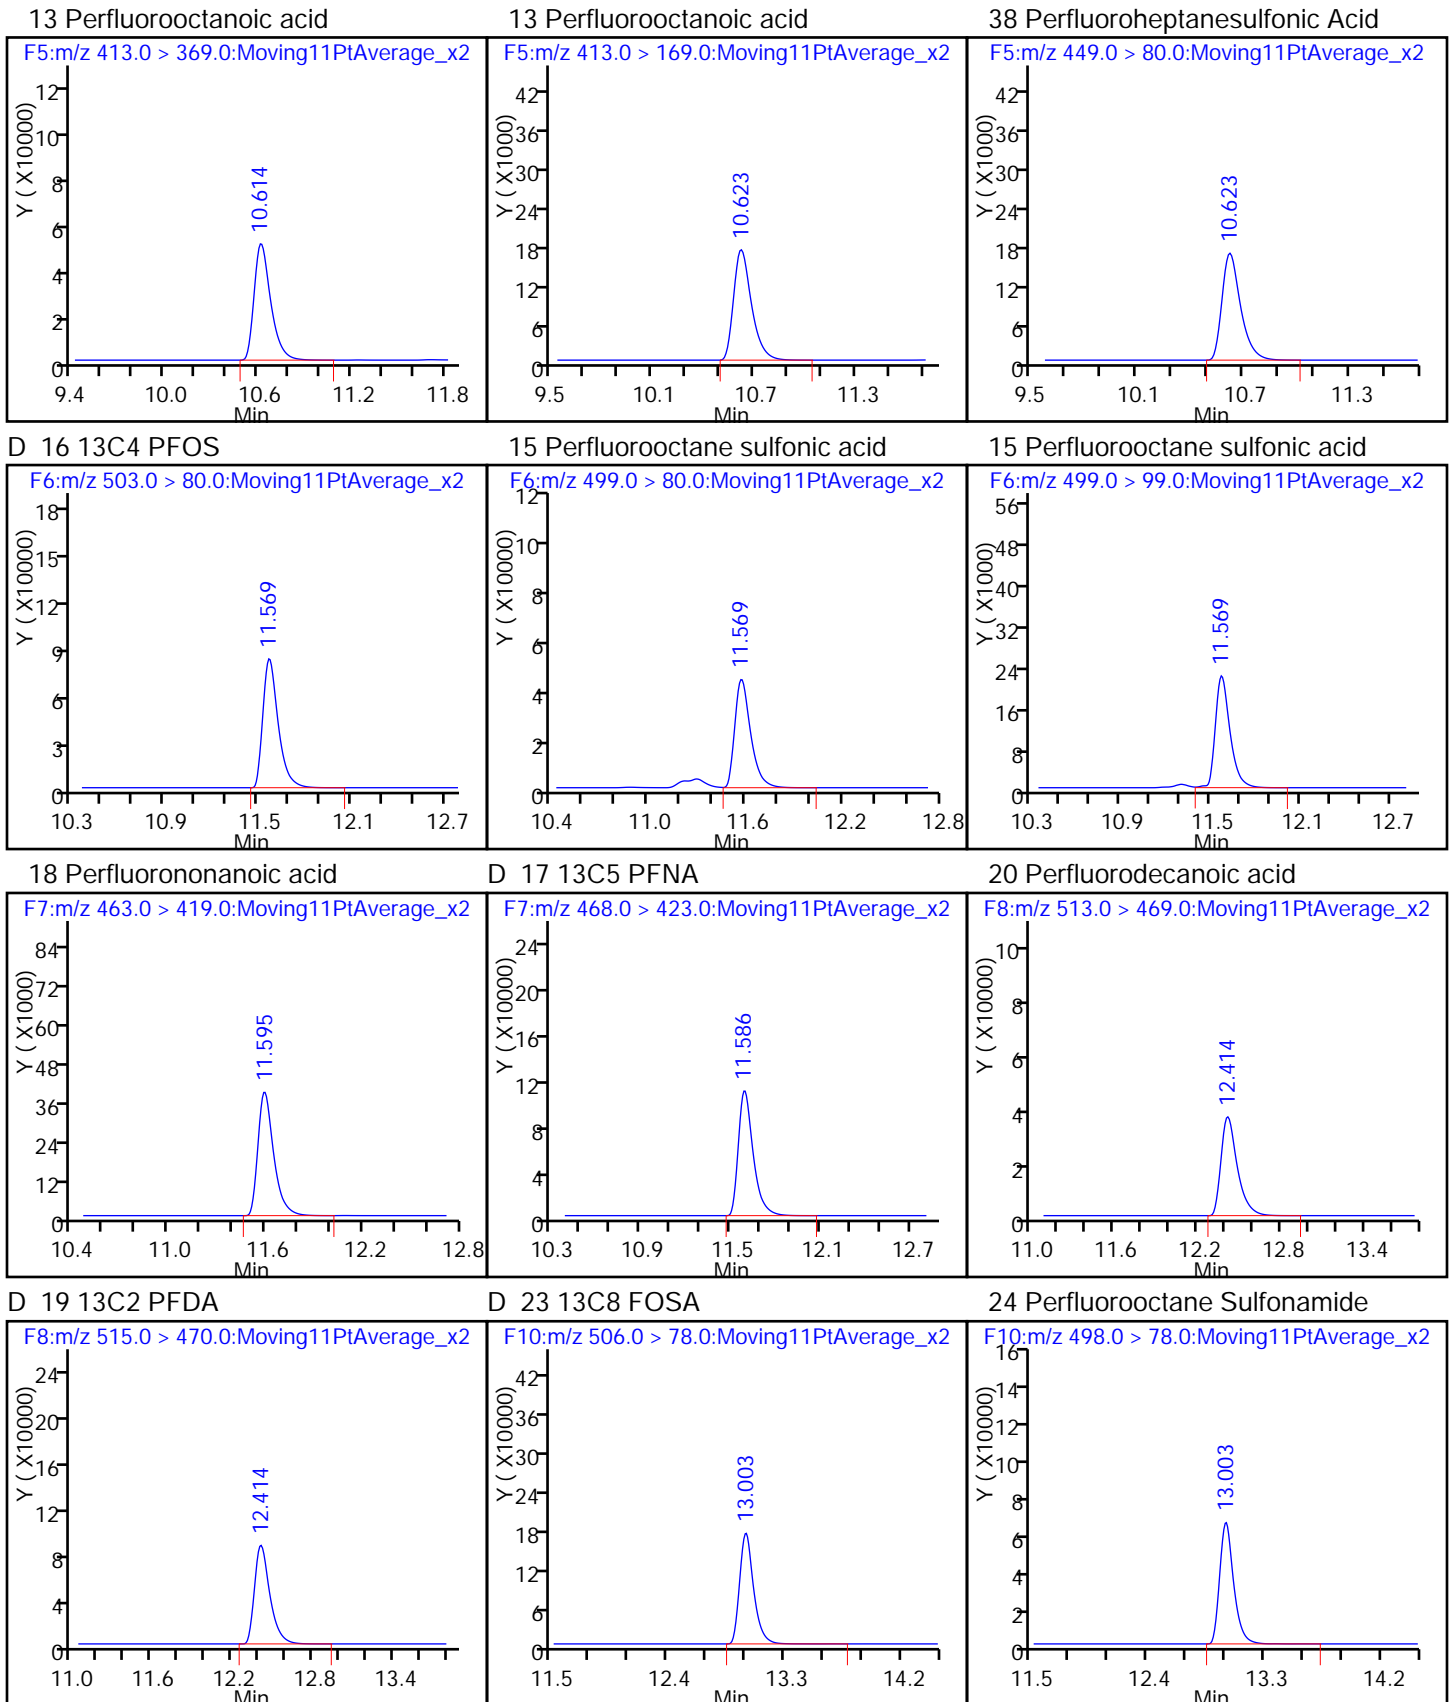 13 Perfluorooctanoic acid
F5:m/z 413.0 > 369.0:Moving11PtAverage_x2
Y ( X10000)
12
10
8
6
4
2
0
10.614
9.4 10.0 10.6 11.2 11.8
Min
13 Perfluorooctanoic acid
F5:m/z 413.0 > 169.0:Moving11PtAverage_x2
Y ( X1000)
42
36
30
24
18
12
6
0
10.623
9.5 10.1 10.7 11.3
Min
38 Perfluoroheptanesulfonic Acid
F5:m/z 449.0 > 80.0:Moving11PtAverage_x2
Y ( X1000)
42
36
30
24
18
12
6
0
10.623
9.5 10.1 10.7 11.3
Min
D 16 13C4 PFOS
F6:m/z 503.0 > 80.0:Moving11PtAverage_x2
Y ( X10000)
18
15
12
9
6
3
0
11.569
10.3 10.9 11.5 12.1 12.7
Min
15 Perfluorooctane sulfonic acid
F6:m/z 499.0 > 80.0:Moving11PtAverage_x2
Y ( X10000)
12
10
8
6
4
2
0
11.569
10.4 11.0 11.6 12.2 12.8
Min
15 Perfluorooctane sulfonic acid
F6:m/z 499.0 > 99.0:Moving11PtAverage_x2
Y ( X1000)
56
48
40
32
24
16
8
0
11.569
10.3 10.9 11.5 12.1 12.7
Min
18 Perfluorononanoic acid
F7:m/z 463.0 > 419.0:Moving11PtAverage_x2
Y ( X1000)
84
72
60
48
36
24
12
0
11.595
10.4 11.0 11.6 12.2 12.8
Min
D 17 13C5 PFNA
F7:m/z 468.0 > 423.0:Moving11PtAverage_x2
Y ( X10000)
24
20
16
12
8
4
0
11.586
10.3 10.9 11.5 12.1 12.7
Min
20 Perfluorodecanoic acid
F8:m/z 513.0 > 469.0:Moving11PtAverage_x2
Y ( X10000)
10
8
6
4
2
0
12.414
11.0 11.6 12.2 12.8 13.4
Min
D 19 13C2 PFDA
F8:m/z 515.0 > 470.0:Moving11PtAverage_x2
Y ( X10000)
24
20
16
12
8
4
0
12.414
11.0 11.6 12.2 12.8 13.4
Min
D 23 13C8 FOSA
F10:m/z 506.0 > 78.0:Moving11PtAverage_x2
Y ( X10000)
42
36
30
24
18
12
6
0
13.003
11.5 12.4 13.3 14.2
Min
24 Perfluorooctane Sulfonamide
F10:m/z 498.0 > 78.0:Moving11PtAverage_x2
Y ( X10000)
16
14
12
10
8
6
4
2
0
13.003
11.5 12.4 13.3 14.2
Min